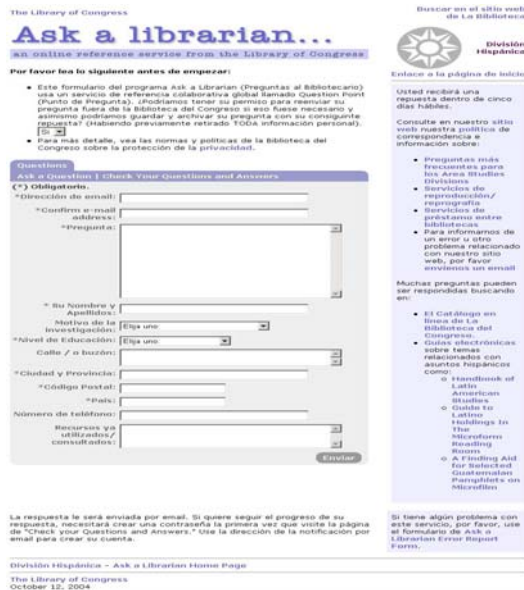 The Library of Congress
Ask a librarian...
an online reference service from the Library of Congress
Por favor lea lo siguiente antes de empezar:
Este formulario del programa Ask a Librarian (Preguntas al Bibliotecario)
usa un servicio de referencia colaborativa global llamado Question Point
(Punto de Pregunta). ¿Podríamos tener su permiso para reenviar su
pregunta fuera de la Biblioteca del Congreso si eso fuese necesario y
asimismo podríamos guardar y archivar su pregunta con su consiguiente
repuesta? (Habiendo previamente retirado TODA información personal).
Si
Para más detalle, vea las normas y políticas de la Biblioteca del
Congreso sobre la protección de la privacidad.
Questions
Ask a Question | Check Your Questions and Answers
(*) Obligatorio.
*Dirección de email:
*Confirm e-mail
address:
*Pregunta:
* Su Nombre y
Apellidos:
Motivo de la
investigación:
Elija uno
*Nivel de Educación:
Elija uno
Calle / o buzón:
*Ciudad y Provincia:
*Código Postal:
*País:
Número de teléfono:
Recursos ya
utilizados/
consultados:
Enviar
La respuesta le será enviada por email. Si quiere seguir el progreso de su
respuesta, necesitará crear una contraseña la primera vez que visite la página
de "Check your Questions and Answers." Use la dirección de la notificación por
email para crear su cuenta.
Buscar en el sitio web
de La Biblioteca
División
Hispánica
Enlace a la página de inicio
Usted recibirá una
repuesta dentro de cinco
días hábiles.
Consulte en nuestro sitio
web nuestra política de
correspondencia e
información sobre:
Preguntas más
frecuentes para
los Area Studies
Divisions
Servicios de
reproducción/
reprografía
Servicios de
préstamo entre
bibliotecas
Para informarnos de
un error u otro
problema relacionado
con nuestro sitio
web, por favor
envíenos un email
Muchas preguntas pueden
ser respondidas buscando
en:
El Catálogo en
línea de La
Biblioteca del
Congreso.
Guías electrónicas
sobre temas
relacionados con
asuntos hispánicos
como:
Handbook of
Latin
American
Studies
Guide to
Latino
Holdings in
The
Microform
Reading
Room
A Finding Aid
for Selected
Guatemalan
Pamphlets on
Microfilm
Si tiene algún problema con
este servicio, por favor, use
el formulario de Ask a
Librarian Error Report
Form.
División Hispánica - Ask a Librarian Home Page
The Library of Congress
October 12, 2004